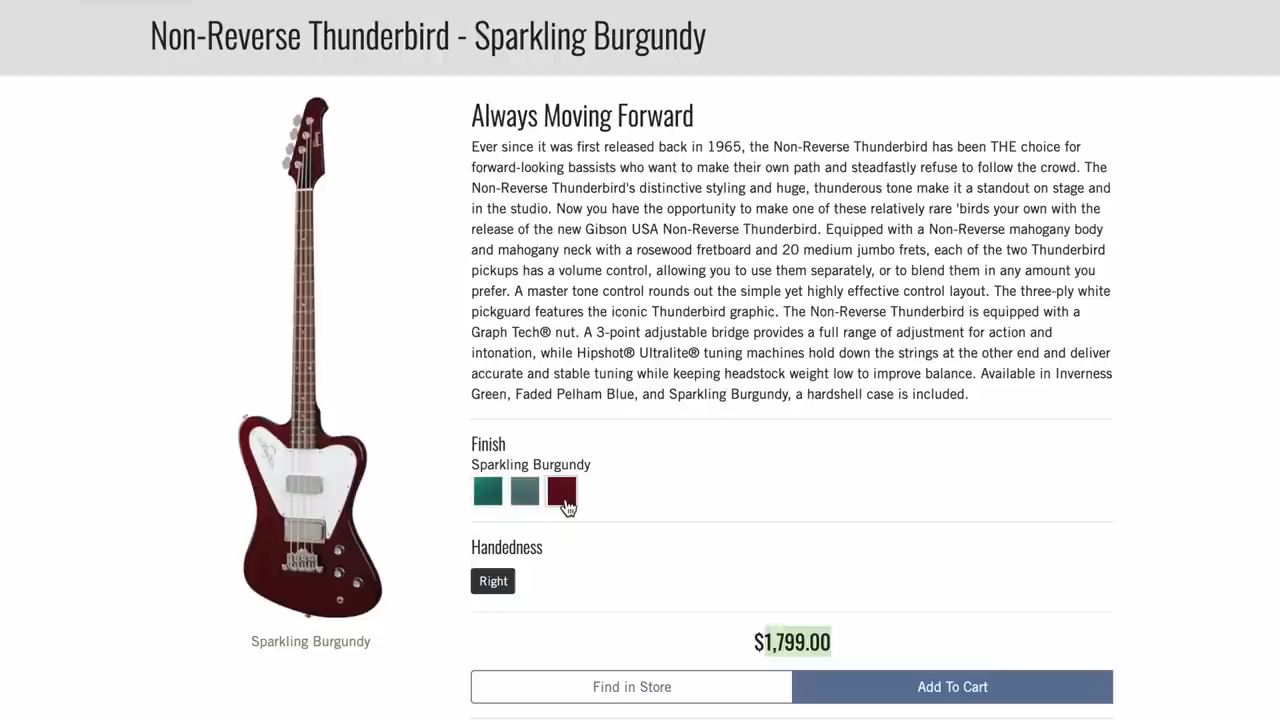 Non-Reverse Thunderbird - Sparkling Burgundy
Always Moving Forward
Ever since it was first released back in 1965, the Non-Reverse Thunderbird has been THE choice for
forward-looking bassists who want to make their own path and steadfastly refuse to follow the crowd. The
Non-Reverse Thunderbird's distinctive styling and huge, thunderous tone make it a standout on stage and
in the studio. Now you have the opportunity to make one of these relatively rare 'birds your own with the
release of the new Gibson USA Non-Reverse Thunderbird. Equipped with a Non-Reverse mahogany body
and mahogany neck with a rosewood fretboard and 20 medium jumbo frets, each of the two Thunderbird
pickups has a volume control, allowing you to use them separately, or to blend them in any amount you
prefer. A master tone control rounds out the simple yet highly effective control layout. The three-ply white
pickguard features the iconic Thunderbird graphic. The Non-Reverse Thunderbird is equipped with a
Graph Tech® nut. A 3-point adjustable bridge provides a full range of adjustment for action and
intonation, while Hipshot® Ultralite® tuning machines hold down the strings at the other end and deliver
accurate and stable tuning while keeping headstock weight low to improve balance. Available in Inverness
Green, Faded Pelham Blue, and Sparkling Burgundy, a hardshell case is included.
Finish
Sparkling Burgundy
Handedness
Right
Sparkling Burgundy
$1,799.00
Find in Store
Add To Cart